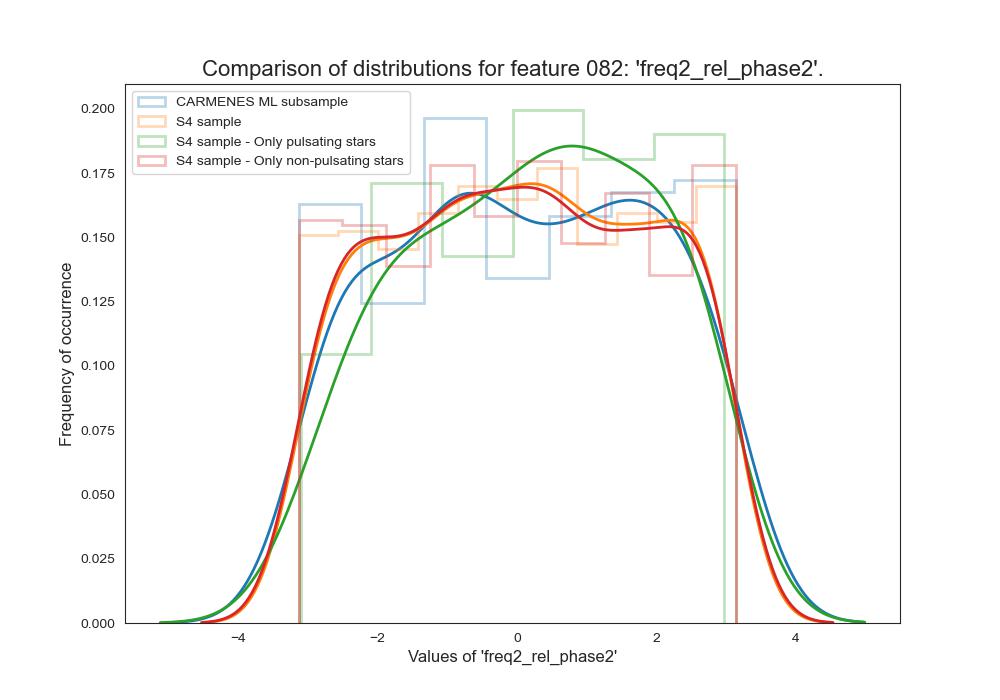 Comparison of distributions for feature 082: 'freq2_rel_phase2'.
CARMENES ML subsample
S4 sample
S4 sample - Only pulsating stars
S4 sample - Only non-pulsating stars
Frequency of occurrence
0.200
0.175
0.150
0.125
0.100
0.075
0.050
0.025
0.000
−4 −2 0 2 4
Values of 'freq2_rel_phase2'